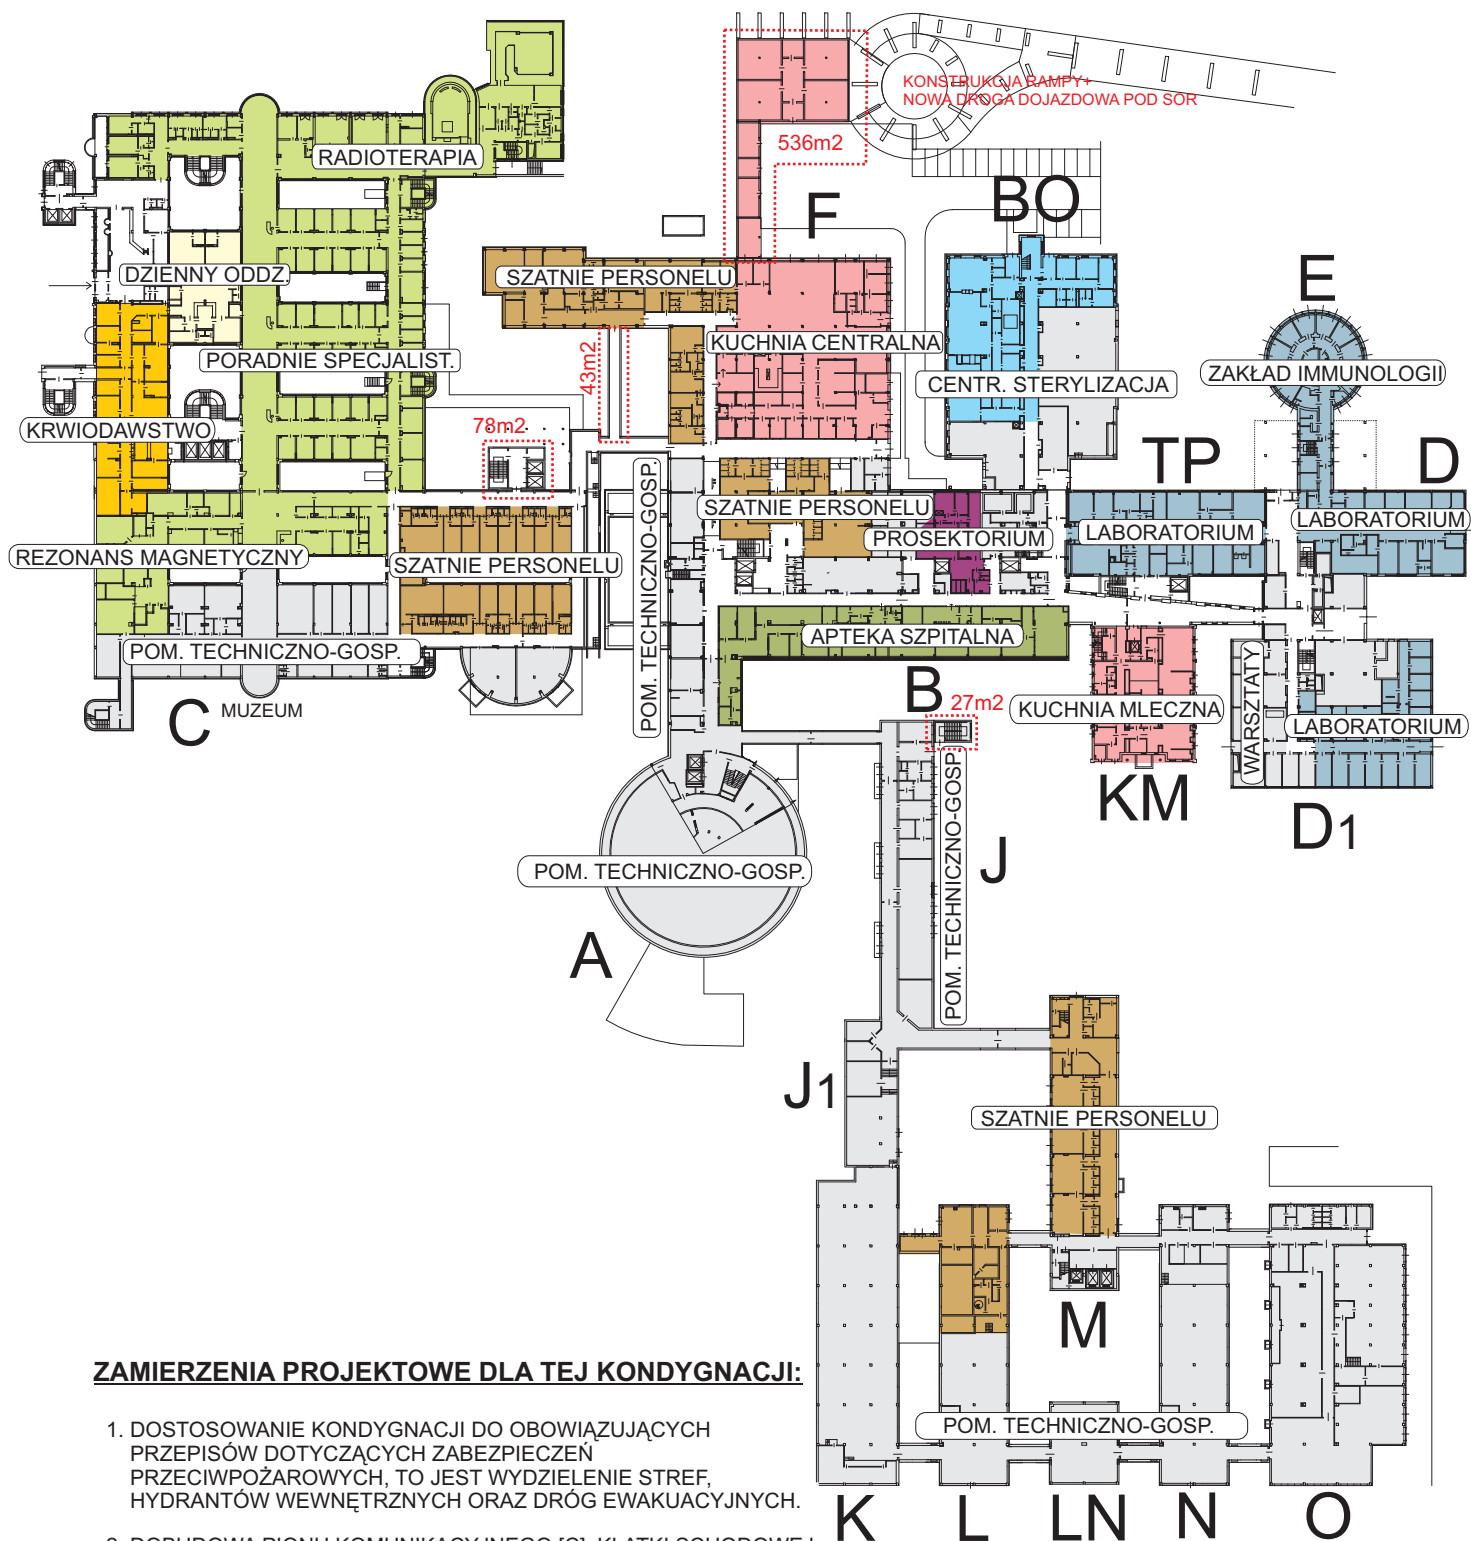 KONSTRUKCJA RAMPY+
NOWA DROGA DOJAZDOWA POD SOR
536m2
RADIOTERAPIA
F
BO
DZIENNY ODDZ.
SZATNIE PERSONELU
E
KUCHNIA CENTRALNA
PORADNIE SPECJALIST.
43m2
CENTR. STERYLIZACJA
ZAKŁAD IMMUNOLOGII
KRWIODAWSTWO
78m2
TP
D
POM. TECHNICZNO-GOSP.
SZATNIE PERSONELU
LABORATORIUM
LABORATORIUM
PROSEKTORIUM
REZONANS MAGNETYCZNY
SZATNIE PERSONELU
APTEKA SZPITALNA
POM. TECHNICZNO-GOSP.
B
27m2
C
MUZEUM
KUCHNIA MLECZNA
WARSZTATY
LABORATORIUM
KM
D1
POM. TECHNICZNO-GOSP.
POM. TECHNICZNO-GOSP.
J
A
J1
SZATNIE PERSONELU
M
ZAMIERZENIA PROJEKTOWE DLA TEJ KONDYGNACJI:
1. DOSTOSOWANIE KONDYGNACJI DO OBOWIĄZUJĄCYCH
PRZEPISÓW DOTYCZĄCYCH ZABEZPIECZEŃ
PRZECIWPOŻAROWYCH, TO JEST WYDZIELENIE STREF,
HYDRANTÓW WEWNĘTRZNYCH ORAZ DRÓG EWAKUACYJNYCH.
POM. TECHNICZNO-GOSP.
K
L
LN
N
O